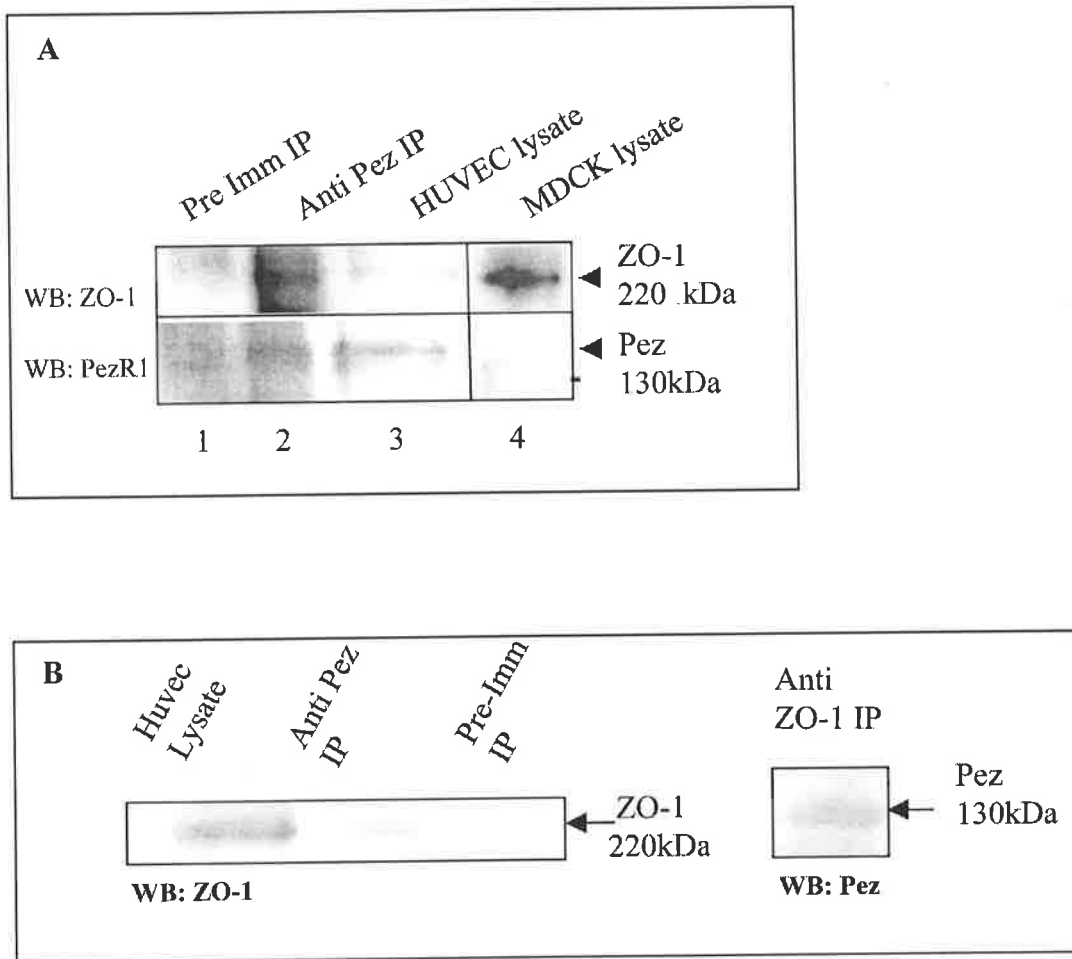 A
Pre Imm IP
Anti Pez IP
HUVEC lysate
MDCK lysate
WB: ZO-1
ZO-1
220 .kDa
WB: PezR1
Pez
130kDa
1 2 3 4
B
Huvec
Lysate
Anti Pez
IP
Pre-Imm
IP
Anti
ZO-1 IP
ZO-1
220kDa
Pez
130kDa
WB: ZO-1
WB: Pez